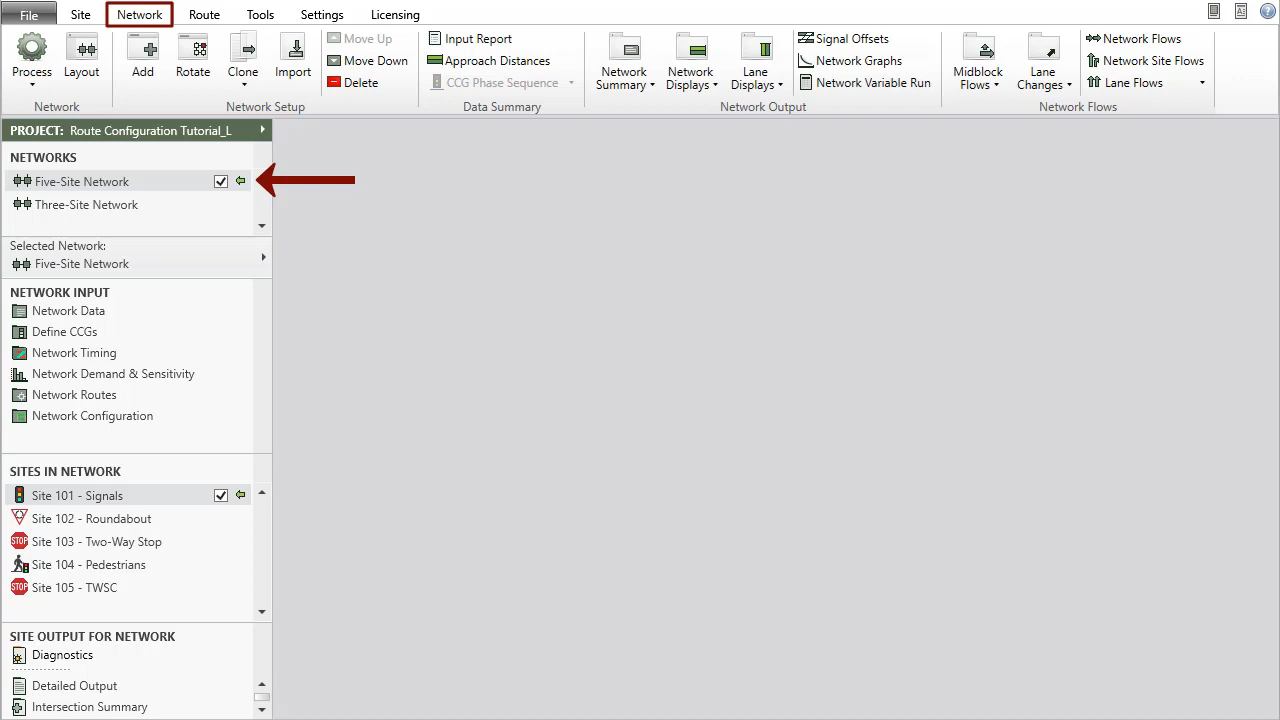 File Site Network Route Tools Settings Licensing
Process Layout
Network
Add Rotate Clone Import
Move Up
Move Down
Delete
Network Setup
Input Report
Approach Distances
CCG Phase Sequence
Data Summary
Network Summary
Network Displays
Lane Displays
Signal Offsets
Network Graphs
Network Variable Run
Network Output
Midblock Flows
Lane Changes
Network Flows
Network Site Flows
Lane Flows
Network Flows
PROJECT: Route Configuration Tutorial_L
NETWORKS
Five-Site Network
Three-Site Network
Selected Network:
Five-Site Network
NETWORK INPUT
Network Data
Define CCGs
Network Timing
Network Demand & Sensitivity
Network Routes
Network Configuration
SITES IN NETWORK
Site 101 - Signals
Site 102 - Roundabout
STOP Site 103 - Two-Way Stop
Site 104 - Pedestrians
STOP Site 105 - TWSC
SITE OUTPUT FOR NETWORK
Diagnostics
Detailed Output
Intersection Summary